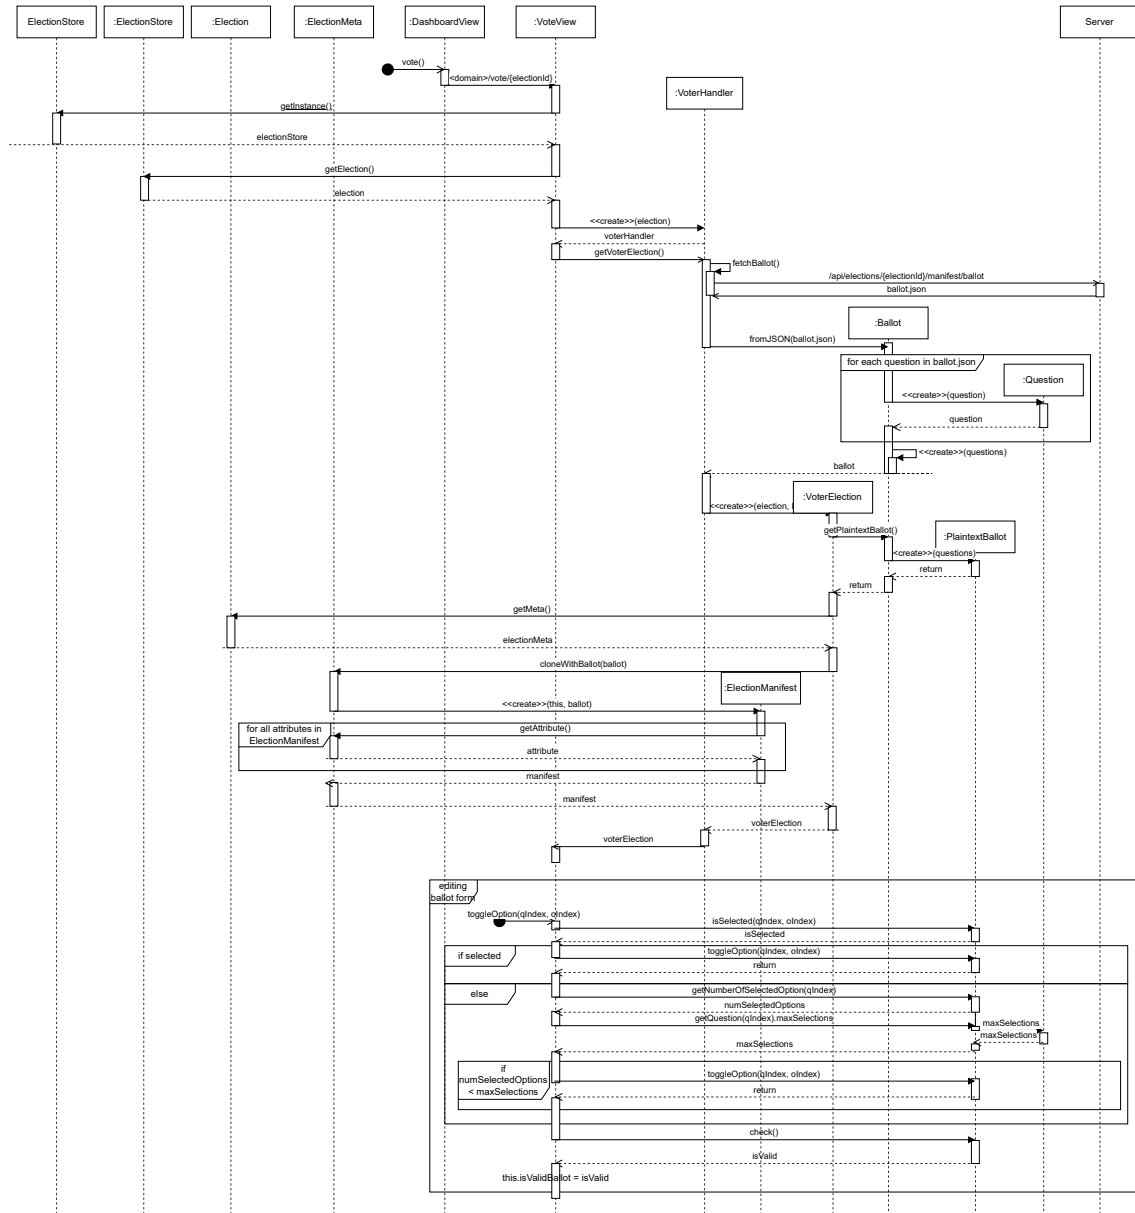 ElectionStore
:ElectionStore
:Election
:ElectionMeta
:DashboardView
:VoteView
Server
vote()
<domain>/vote/{electionId}
:VoterHandler
getInstance()
electionStore
getElection()
election
<<create>>(election)
voterHandler
getVoterElection()
fetchBallot()
/api/elections/{electionId}/manifest/ballot
ballot.json
:Ballot
fromJSON(ballot.json)
for each question in ballot.json
:Question
<<create>>(question)
question
<<create>>(questions)
ballot
:VoterElection
<<create>>(election,
getPlaintextBallot()
:PlaintextBallot
<create>>(questions)
return
return
getMeta()
electionMeta
cloneWithBallot(ballot)
:ElectionManifest
<<create>>(this, ballot)
for all attributes in
ElectionManifest
getAttribute()
attribute
manifest
manifest
voterElection
voterElection
editing
ballot form
toggleOption(qIndex, oIndex)
isSelected(qIndex, oIndex)
isSelected
if selected
toggleOption(qIndex, oIndex)
return
else
getNumberOfSelectedOption(qIndex)
numSelectedOptions
getQuestion(qIndex).maxSelections
maxSelections
maxSelections
maxSelections
if
numSelectedOptions
< maxSelections
toggleOption(qIndex, oIndex)
return
check()
isValid
this.isValidBallot = isValid